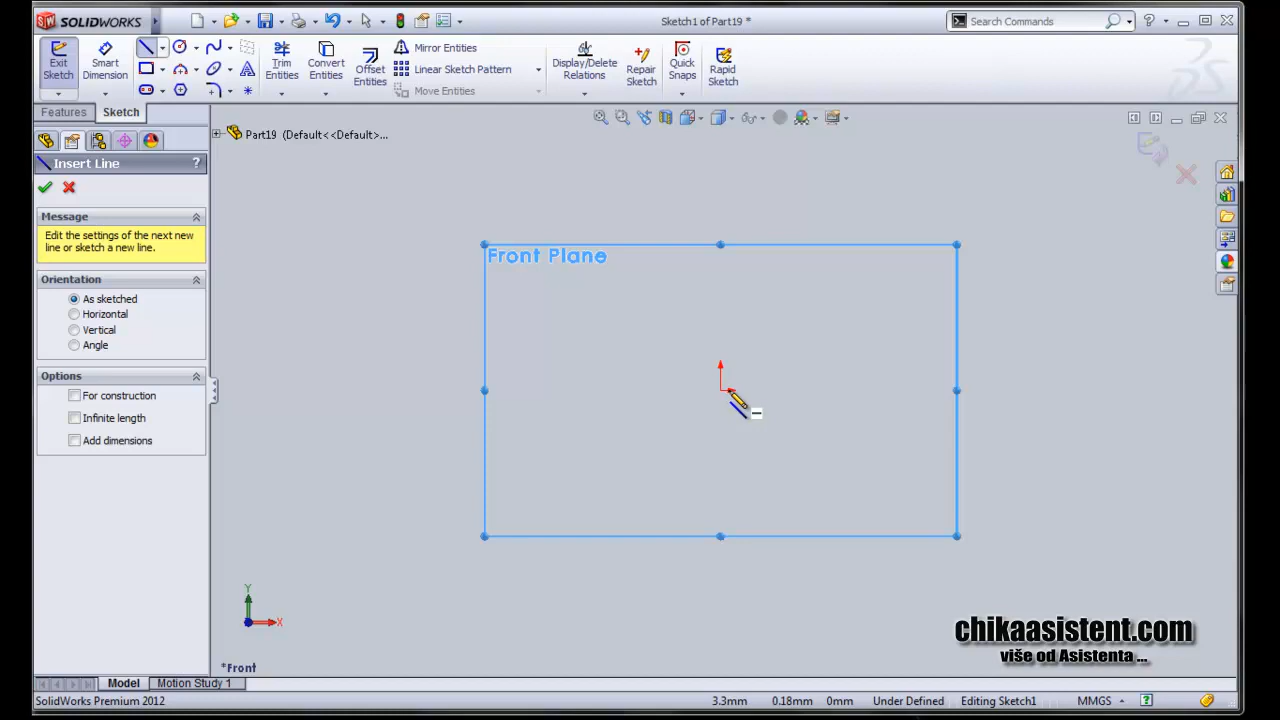 SOLIDWORKS
Sketch1 of Part19 *
Search Commands
Exit Sketch
Smart Dimension
Trim Entities
Convert Entities
Offset Entities
Mirror Entities
Linear Sketch Pattern
Move Entities
Display/Delete Relations
Repair Sketch
Quick Snaps
Rapid Sketch
Features
Sketch
Part19 (Default<<Default>...
Insert Line
?
Message
Edit the settings of the next new
line or sketch a new line.
Orientation
As sketched
Horizontal
Vertical
Angle
Options
For construction
Infinite length
Add dimensions
Front Plane
Y
X
*Front
chikaasistent.com
više od Asistenta ...
Model
Motion Study 1
SolidWorks Premium 2012
3.3mm
0.18mm
0mm
Under Defined
Editing Sketch1
MMGS
?